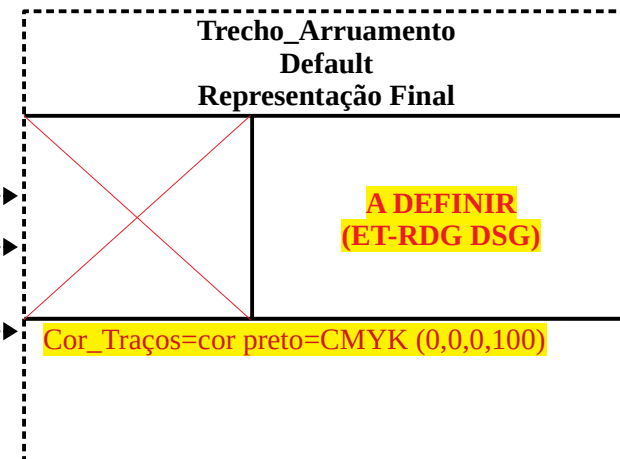 Trecho_Arruamento
Default
Representação Final
A DEFINIR
(ET-RDG DSG)
Cor_Traços=cor preto=CMYK (0,0,0,100)